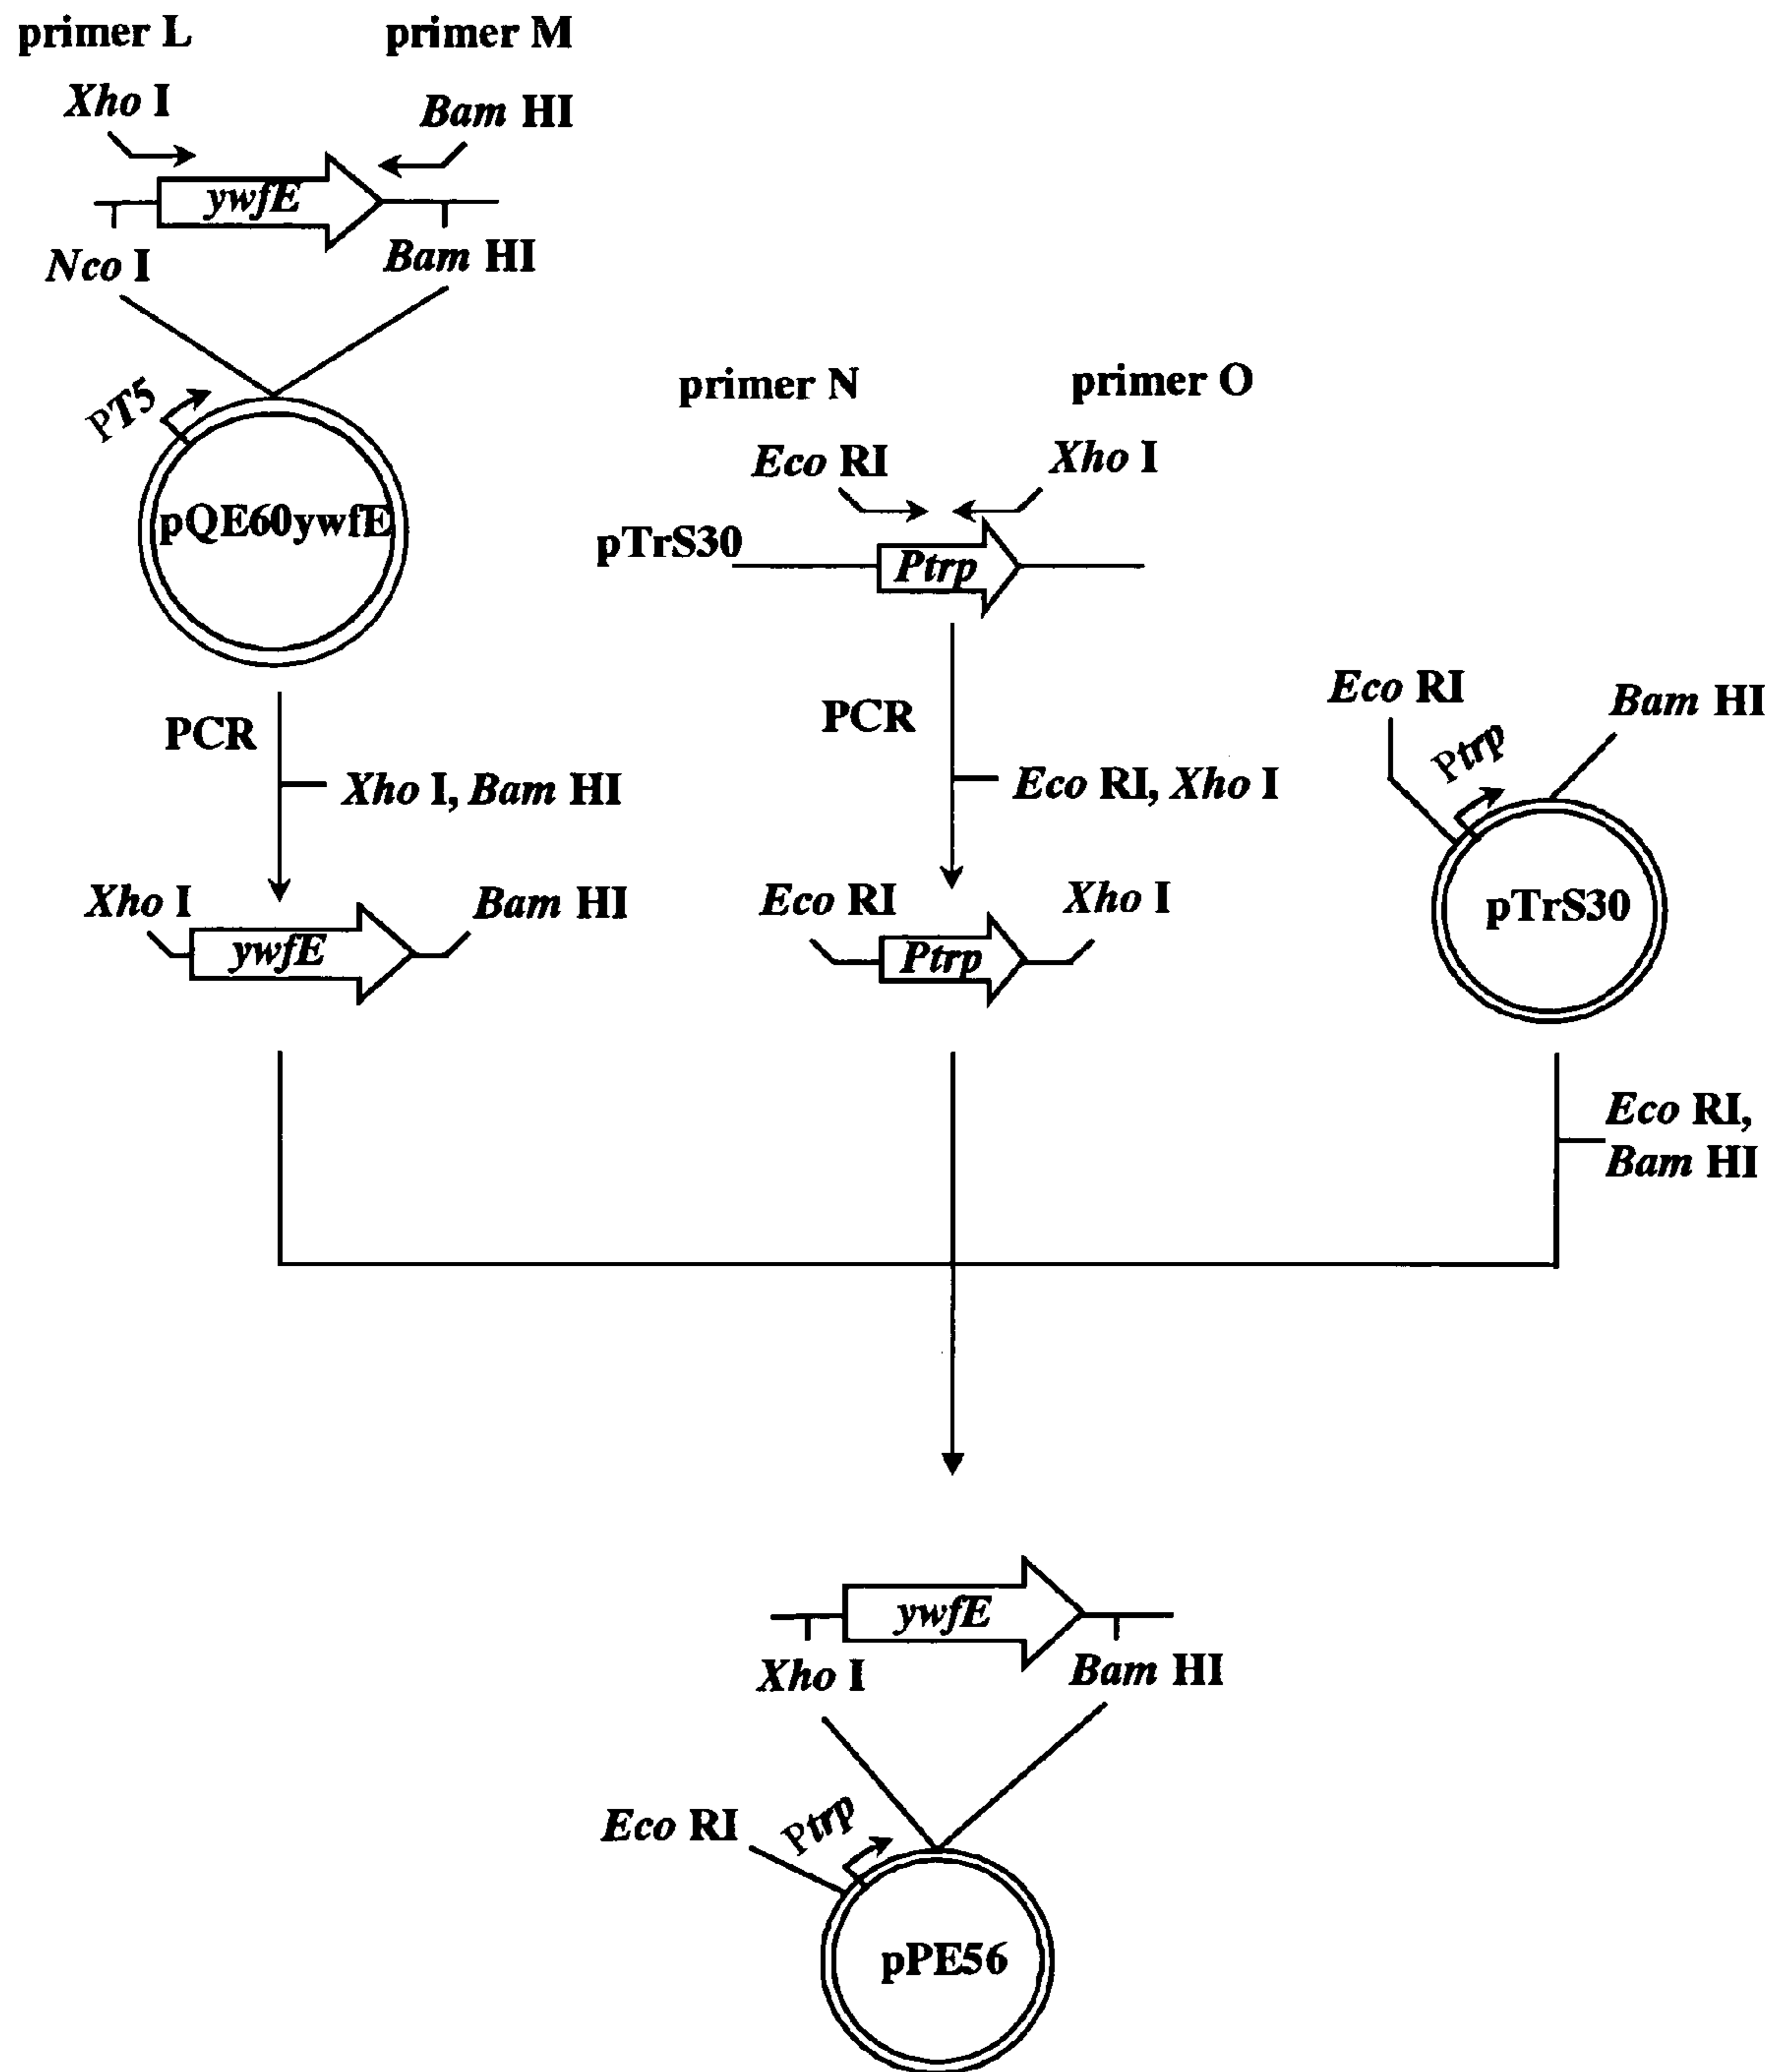 primer L
primer M
Xho I
Bam HI
ywfE
Nco I
Bam HI
PT5
pQE60ywfE
primer N
primer O
Eco RI
Xho I
pTrS30
Ptrp
PCR
Xho I, Bam HI
PCR
Eco RI, Xho I
Eco RI
Bam HI
Ptrp
pTrS30
Xho I
Bam HI
ywfE
Eco RI
Xho I
Ptrp
Eco RI,
Bam HI
ywfE
Xho I
Bam HI
Eco RI
Ptrp
pPE56